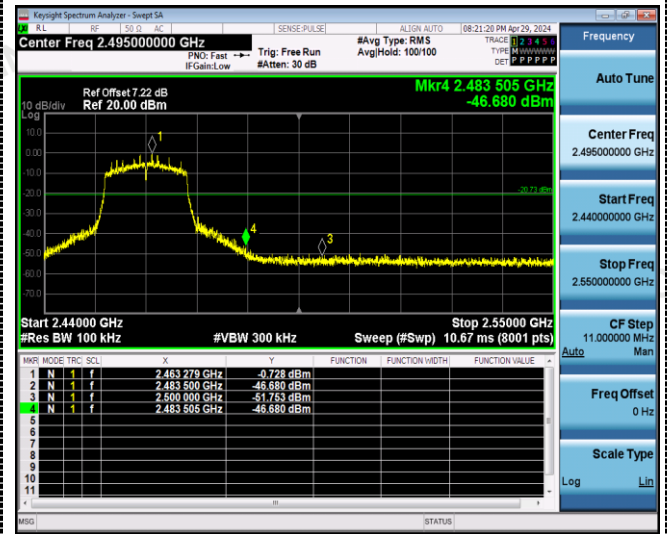 Keysight Spectrum Analyzer - Swept SA
RL RF 50 Ω AC SENSE:PULSE ALIGN AUTO 08:21:20 PM Apr 29, 2024
Center Freq 2.495000000 GHz
PNO: Fast
IFGain:Low
Trig: Free Run
#Atten: 30 dB
#Avg Type: RMS
Avg|Hold: 100/100
TRACE 1 2 3 4 5 6
TYPE M WWWWW
DET P P P P P P
Frequency
Auto Tune
Center Freq
2.495000000 GHz
Start Freq
2.440000000 GHz
Stop Freq
2.550000000 GHz
CF Step
11.000000 MHz
Auto Man
Freq Offset
0 Hz
Scale Type
Log Lin
Mkr4 2.483 505 GHz
-46.680 dBm
Ref Offset 7.22 dB
10 dB/div Ref 20.00 dBm
Log
10.0
0.00
-10.0
-20.0
-30.0
-40.0
-50.0
-60.0
-70.0
1
4
3
-20.73 dBm
Start 2.44000 GHz Stop 2.55000 GHz
#Res BW 100 kHz #VBW 300 kHz Sweep (#Swp) 10.67 ms (8001 pts)
MKR MODE TRC SCL X Y FUNCTION FUNCTION WIDTH FUNCTION VALUE
1 N 1 f 2.463 279 GHz -0.728 dBm
2 N 1 f 2.483 500 GHz -46.680 dBm
3 N 1 f 2.500 000 GHz -51.753 dBm
4 N 1 f 2.483 505 GHz -46.680 dBm
5
6
7
8
9
10
11
MSG STATUS